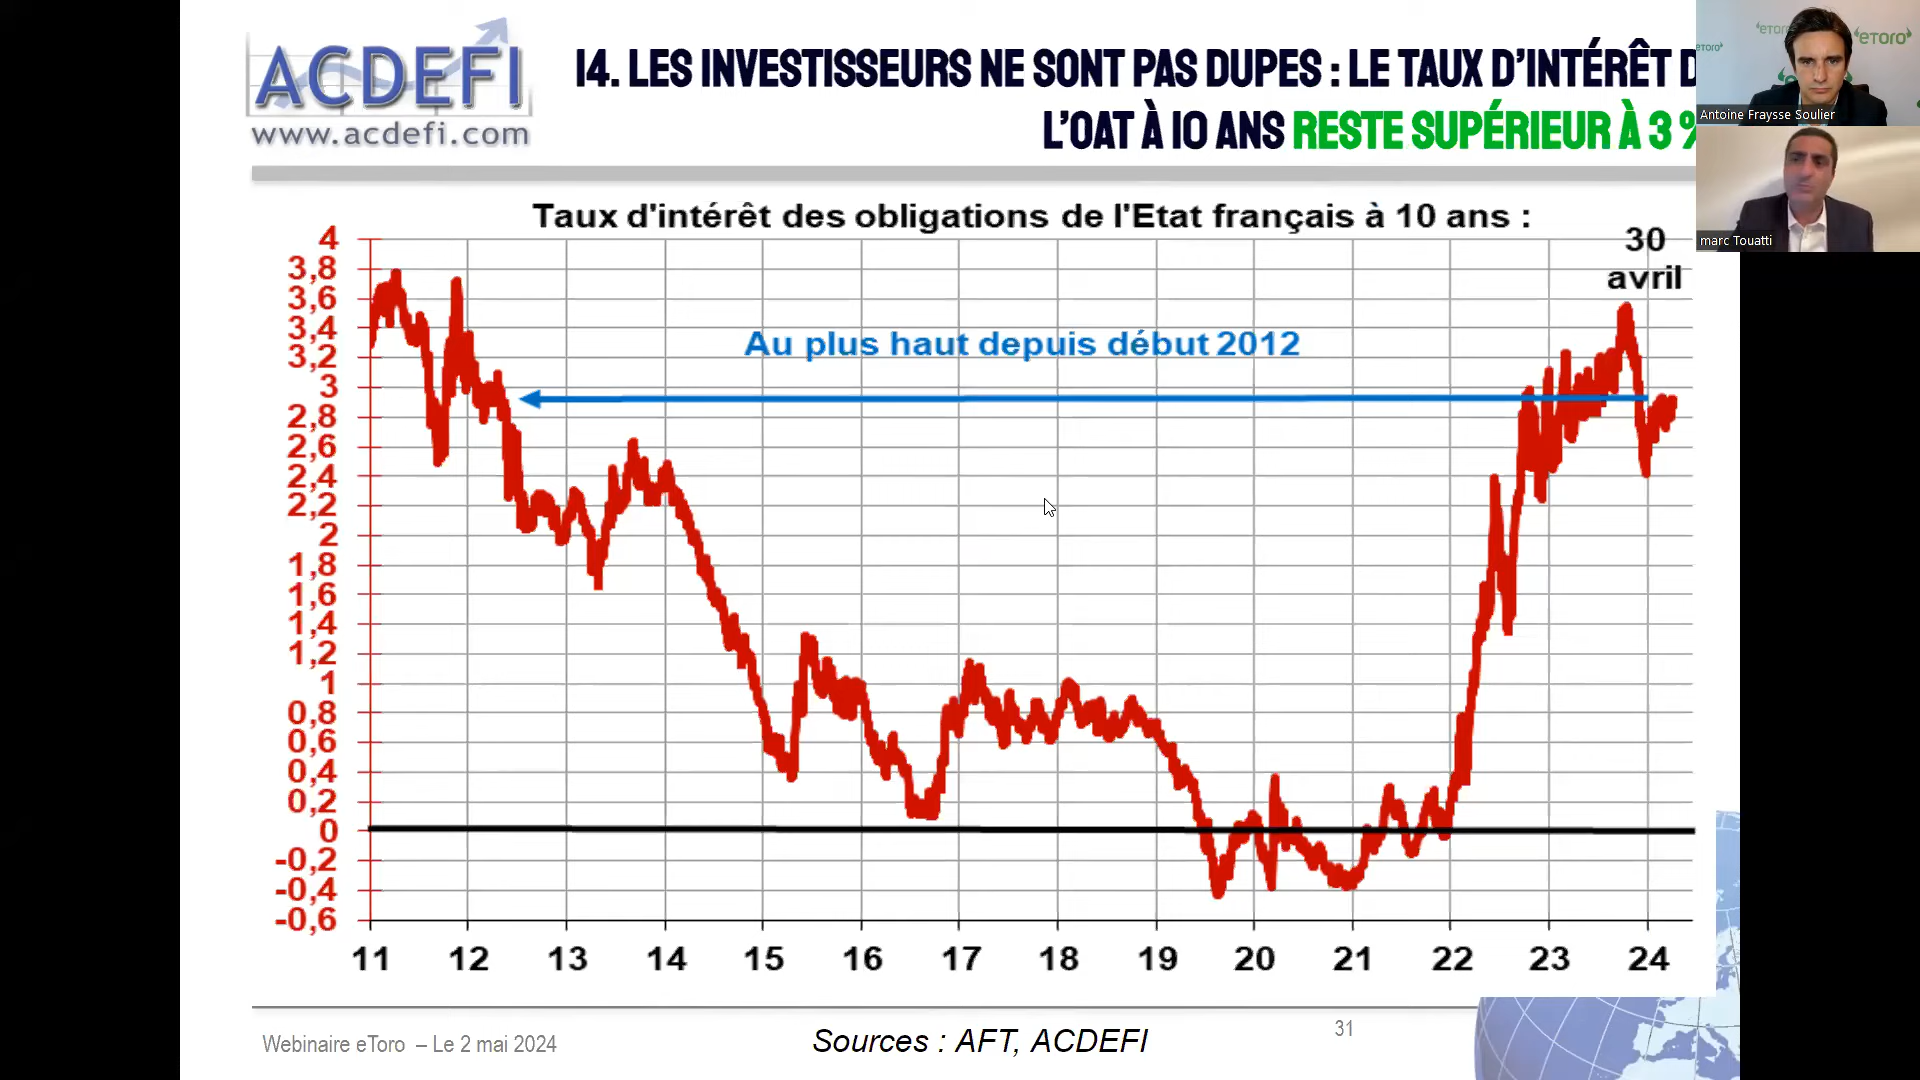 ACDEFI
www.acdefi.com
14. LES INVESTISSEURS NE SONT PAS DUPES : LE TAUX D'INTÉRÊT D
L'OAT À 10 ANS RESTE SUPÉRIEUR À 3 %
eToro
eToro
Antoine Fraysse Soulier
marc Touatti
Taux d'intérêt des obligations de l'Etat français à 10 ans :
30
avril
Au plus haut depuis début 2012
4
3,8
3,6
3,4
3,2
3
2,8
2,6
2,4
2,2
2
1,8
1,6
1,4
1,2
1
0,8
0,6
0,4
0,2
0
-0,2
-0,4
-0,6
11 12 13 14 15 16 17 18 19 20 21 22 23 24
Webinaire eToro – Le 2 mai 2024
Sources : AFT, ACDEFI
31